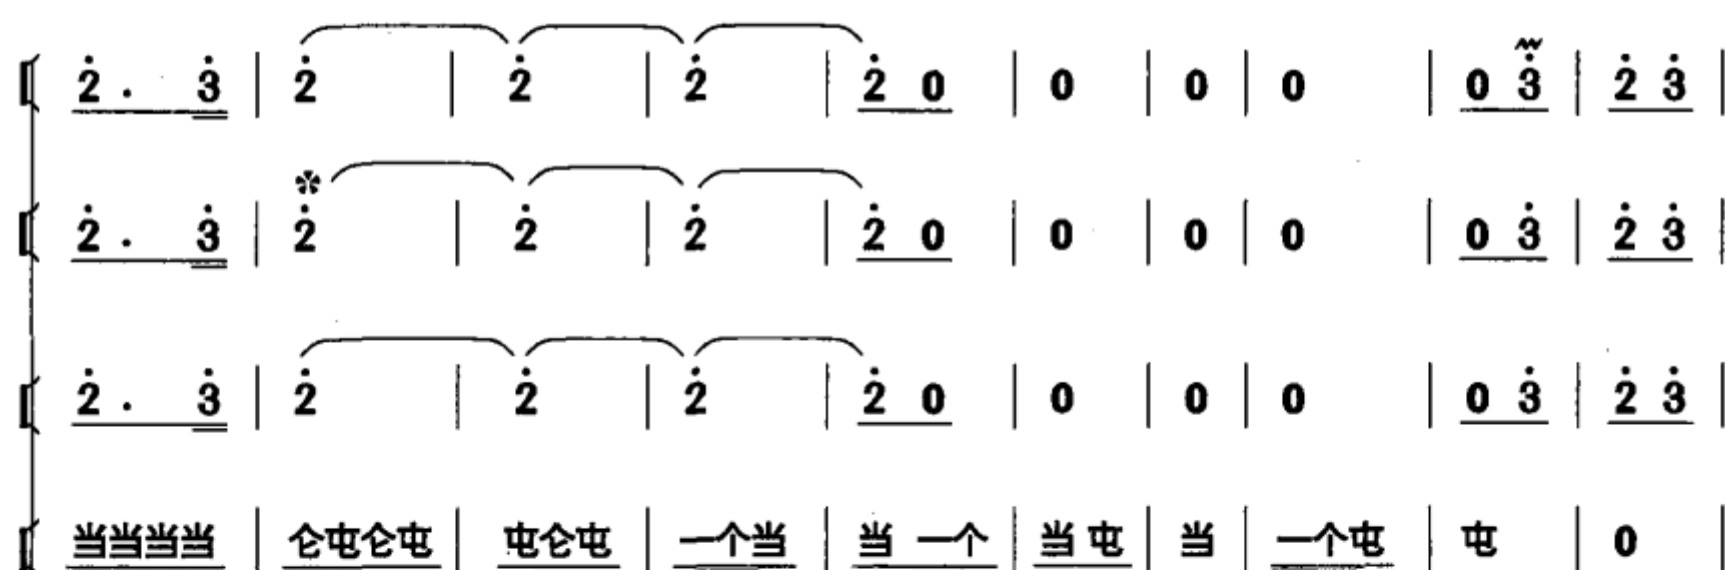 2̇ . 3̇ | 2̇ | 2̇ | 2̇ | 2̇ 0 | 0 | 0 | 0 | 0 3̇ | 2̇ 3̇ |
2̇ . 3̇ | 2̇ | 2̇ | 2̇ | 2̇ 0 | 0 | 0 | 0 | 0 3̇ | 2̇ 3̇ |
2̇ . 3̇ | 2̇ | 2̇ | 2̇ | 2̇ 0 | 0 | 0 | 0 | 0 3̇ | 2̇ 3̇ |
当当当当 | 仑屯仑屯 | 屯仑屯 | 一个当 | 当 一个 | 当 屯 | 当 | 一个屯 | 屯 | 0 |